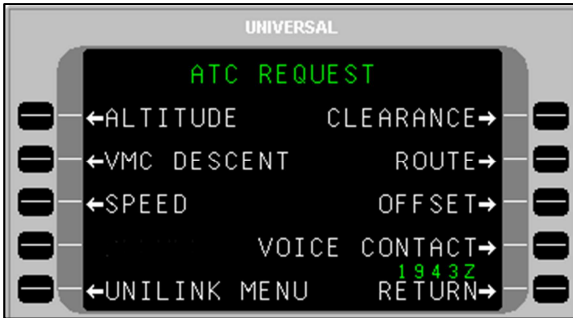 UNIVERSAL
ATC REQUEST
←ALTITUDE CLEARANCE→
←VMC DESCENT ROUTE→
←SPEED OFFSET→
VOICE CONTACT→
1943Z
←UNILINK MENU RETURN→